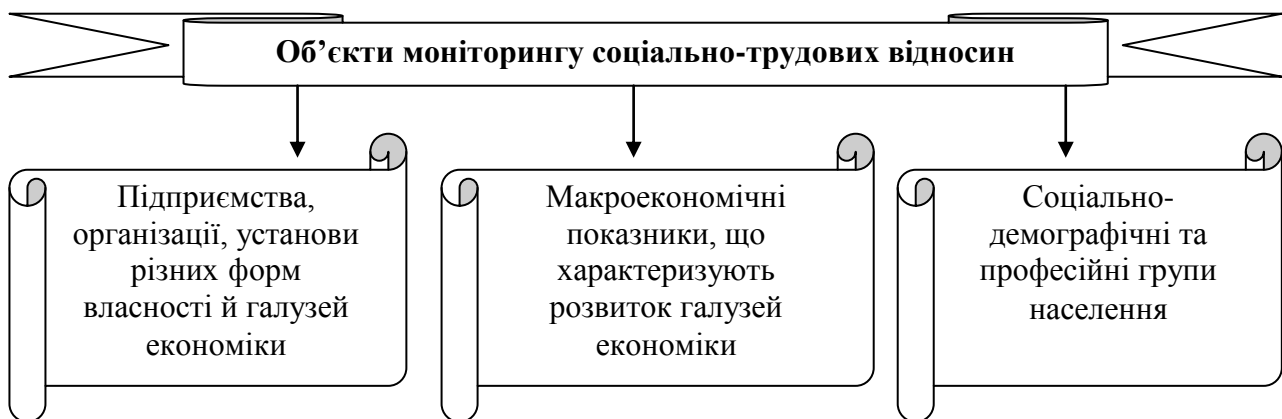 Об’єкти моніторингу соціально-трудових відносин
Підприємства,
організації, установи
різних форм
власності й галузей
економіки
Макроекономічні
показники, що
характеризують
розвиток галузей
економіки
Соціально-
демографічні та
професійні групи
населення